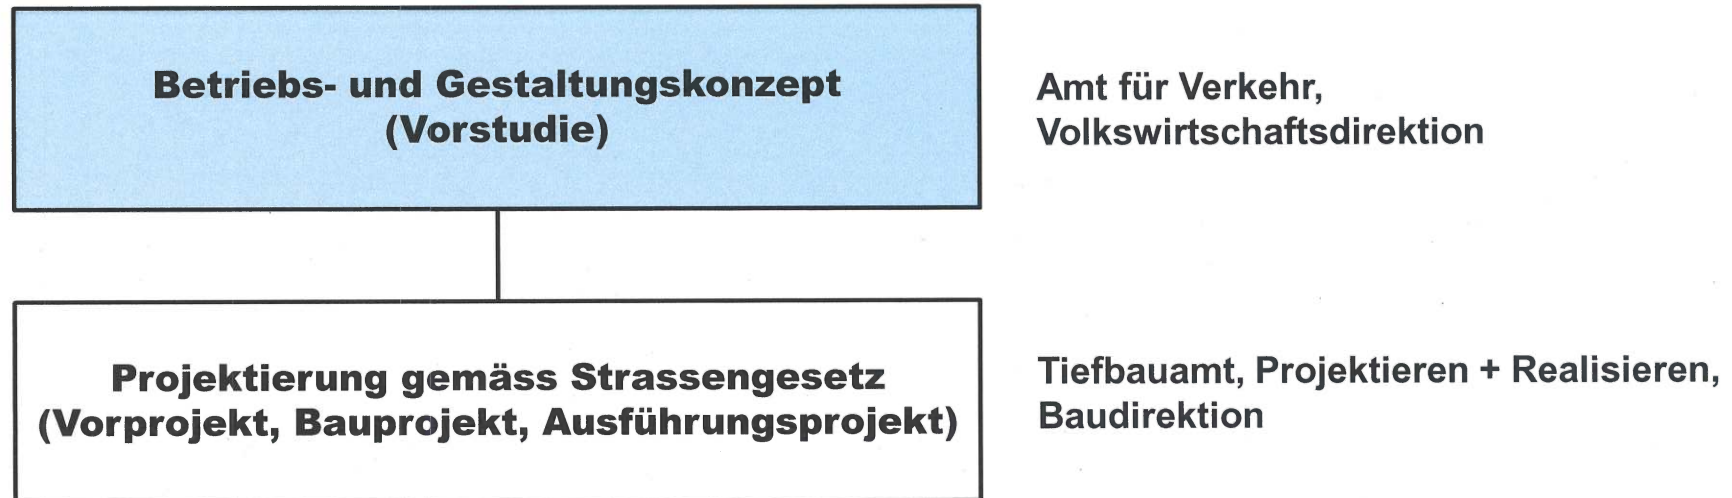 Betriebs- und Gestaltungskonzept
(Vorstudie)
Amt für Verkehr,
Volkswirtschaftsdirektion
Projektierung gemäss Strassengesetz
(Vorprojekt, Bauprojekt, Ausführungsprojekt)
Tiefbauamt, Projektieren + Realisieren,
Baudirektion